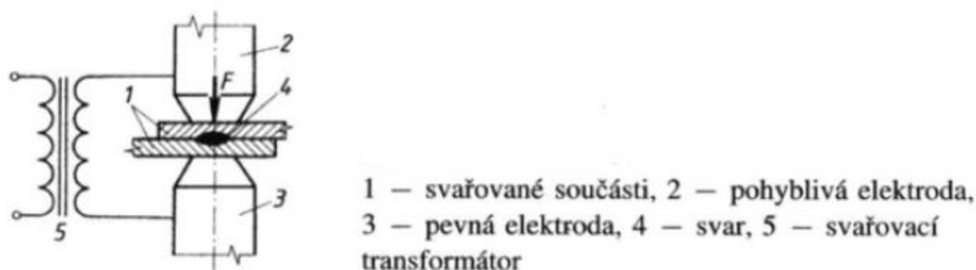 2
F
4
1
3
5
1 – svařované součásti, 2 – pohyblivá elektroda,
3 – pevná elektroda, 4 – svar, 5 – svařovací
transformátor